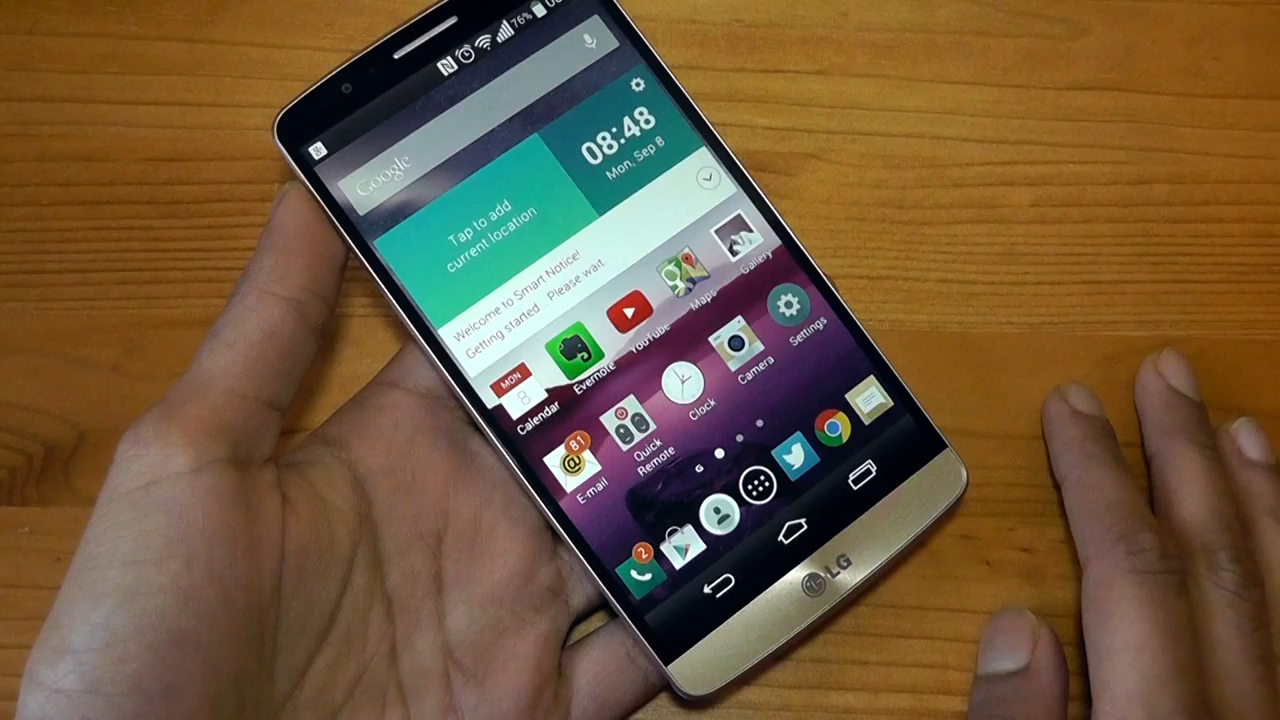 76%
Google
08:48
Mon, Sep 8
Tap to add
current location
Welcome to Smart Notice!
Getting started... Please wait.
Gallery
Maps
YouTube
Evernote
MON
8
Calendar
Settings
Camera
Clock
Quick
Remote
81
@
E-mail
G
2
LG